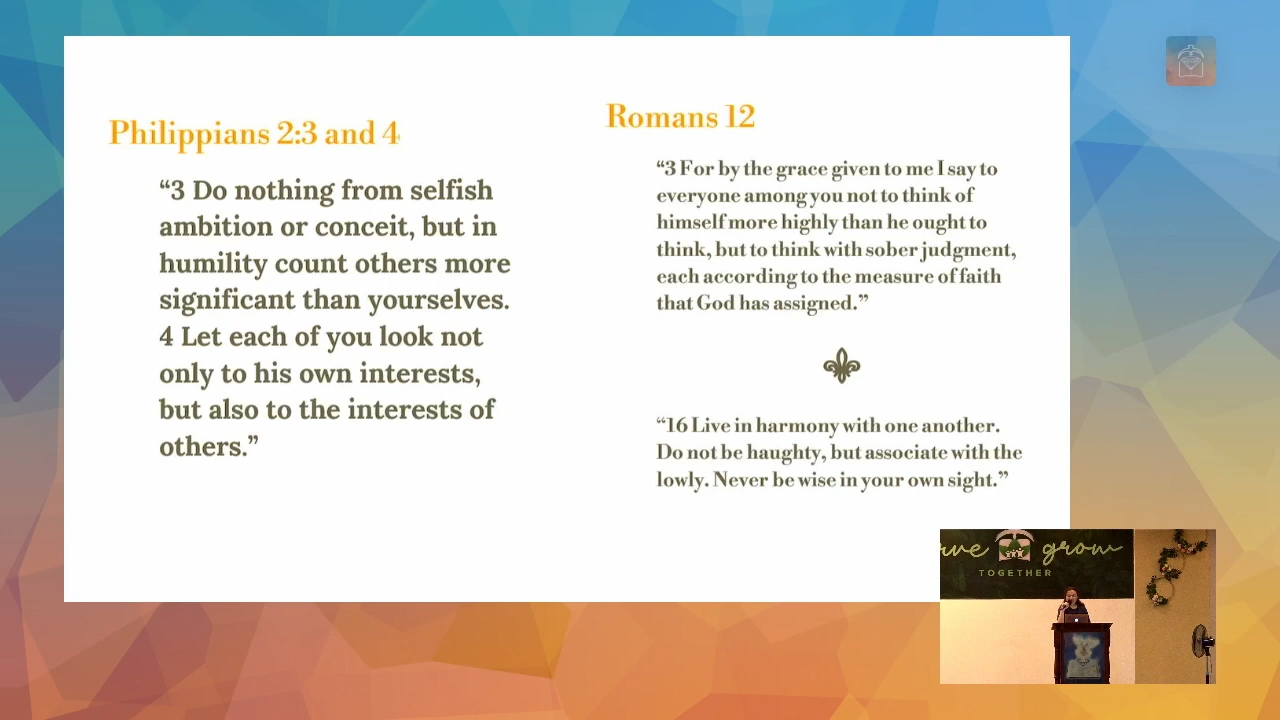 Philippians 2:3 and 4
“3 Do nothing from selfish
ambition or conceit, but in
humility count others more
significant than yourselves.
4 Let each of you look not
only to his own interests,
but also to the interests of
others.”
Romans 12
“3 For by the grace given to me I say to
everyone among you not to think of
himself more highly than he ought to
think, but to think with sober judgment,
each according to the measure of faith
that God has assigned.”
“16 Live in harmony with one another.
Do not be haughty, but associate with the
lowly. Never be wise in your own sight.”
grow
TOGETHER